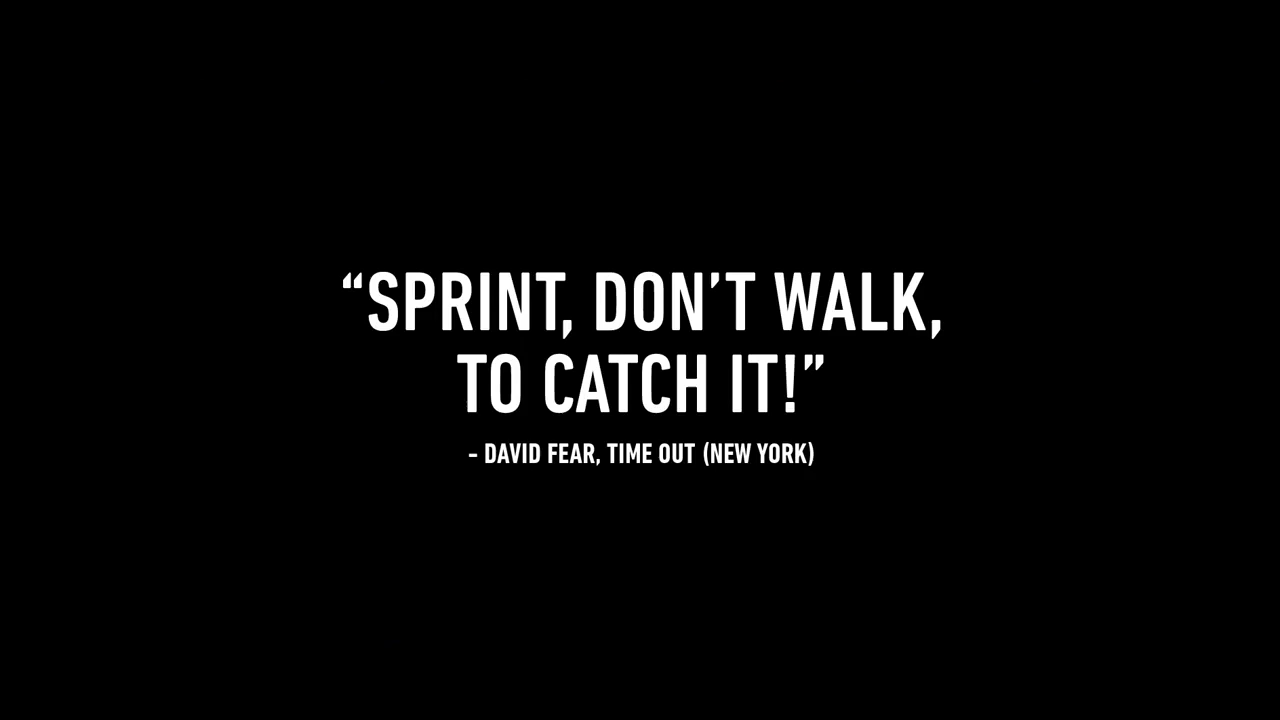 “SPRINT, DON’T WALK,
TO CATCH IT!”
– DAVID FEAR, TIME OUT (NEW YORK)